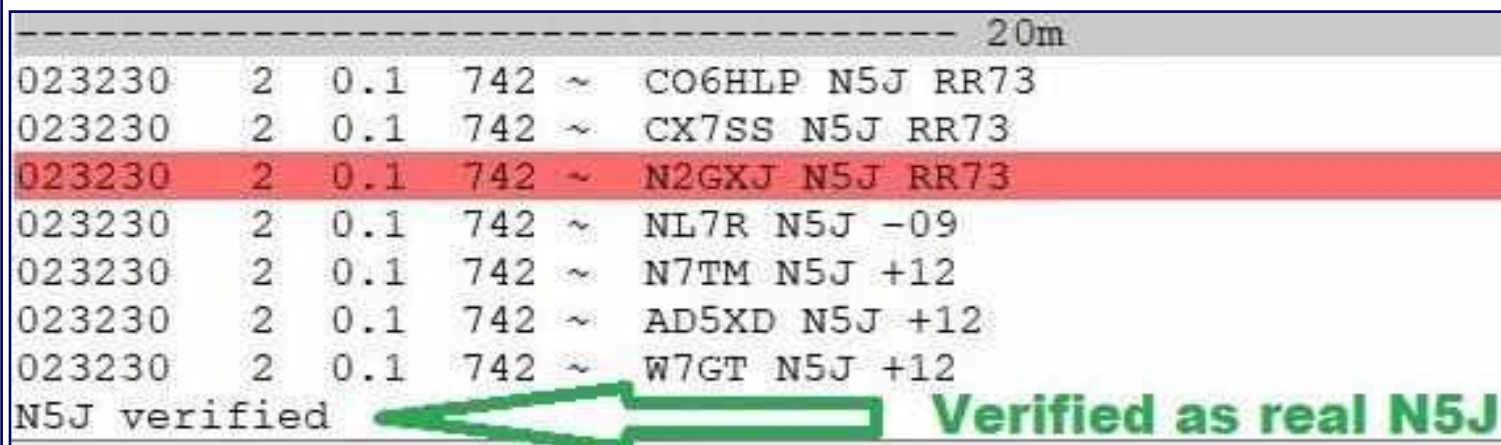 ------------------------------------ 20m
023230 2 0.1 742 ~ CO6HLP N5J RR73
023230 2 0.1 742 ~ CX7SS N5J RR73
023230 2 0.1 742 ~ N2GXJ N5J RR73
023230 2 0.1 742 ~ NL7R N5J -09
023230 2 0.1 742 ~ N7TM N5J +12
023230 2 0.1 742 ~ AD5XD N5J +12
023230 2 0.1 742 ~ W7GT N5J +12
N5J verified Verified as real N5J